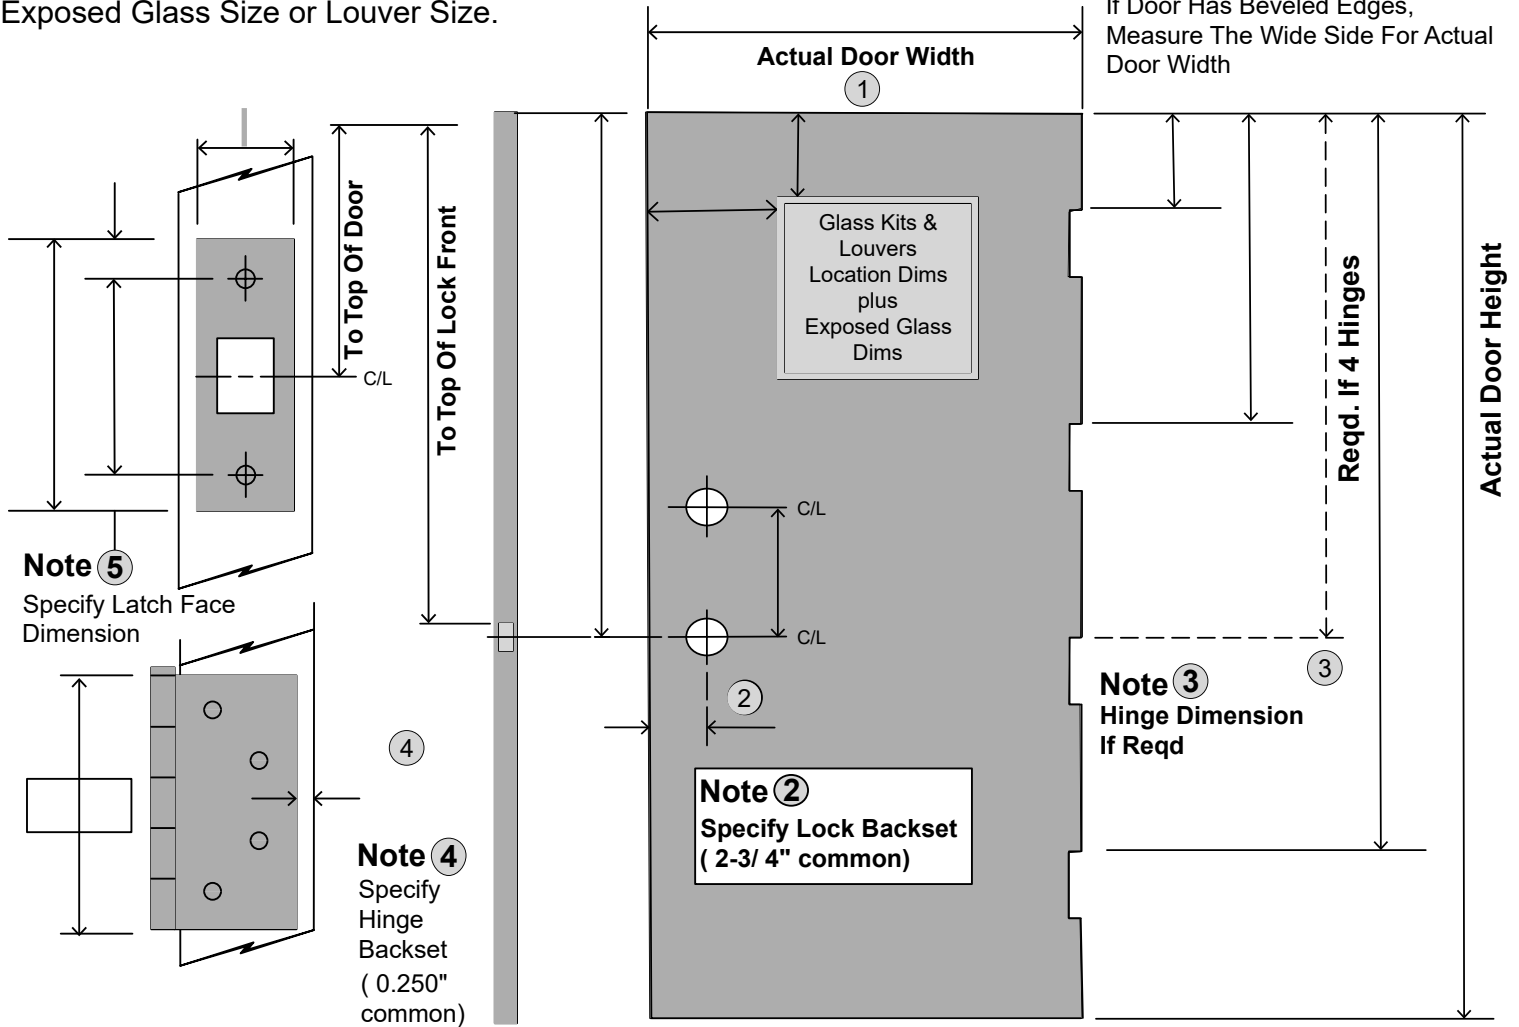 Exposed Glass Size or Louver Size.
If Door Has Beveled Edges,
Measure The Wide Side For Actual
Door Width
Actual Door Width
1
To Top Of Door
C/L
To Top Of Lock Front
Glass Kits &
Louvers
Location Dims
plus
Exposed Glass
Dims
Reqd. If 4 Hinges
Actual Door Height
C/L
C/L
2
Note 5
Specify Latch Face
Dimension
3
Note 3
Hinge Dimension
If Reqd
4
Note 2
Specify Lock Backset
( 2-3/ 4" common)
Note 4
Specify
Hinge
Backset
( 0.250"
common)